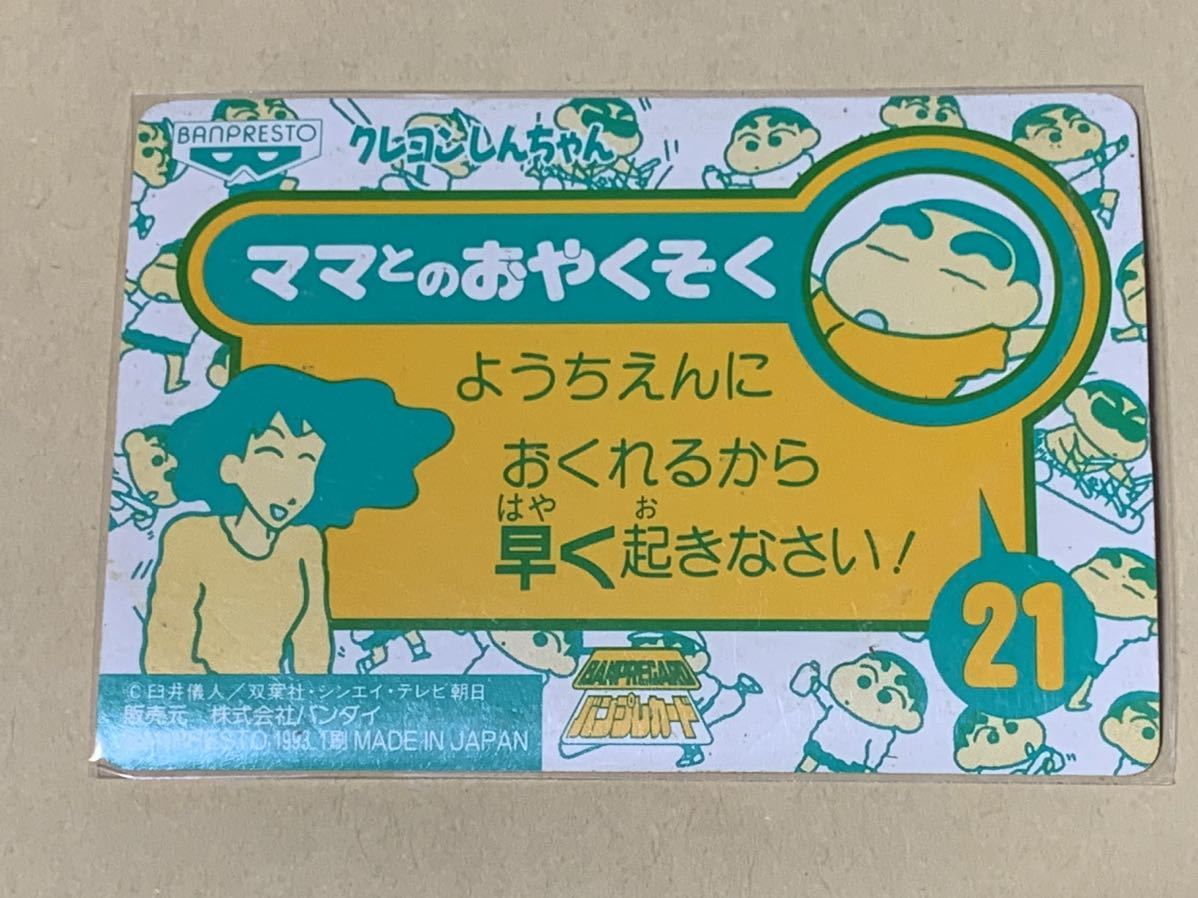 BANPRESTO
クレヨンしんちゃん
ママとのおやくそく
ようちえんに
おくれるから
はや お
早く起きなさい!
21
BANPRECARD
バンプレカード
©臼井儀人/双葉社・シンエイ・テレビ朝日
販売元 株式会社バンダイ
BANPRESTO 1993 1刷 MADE IN JAPAN